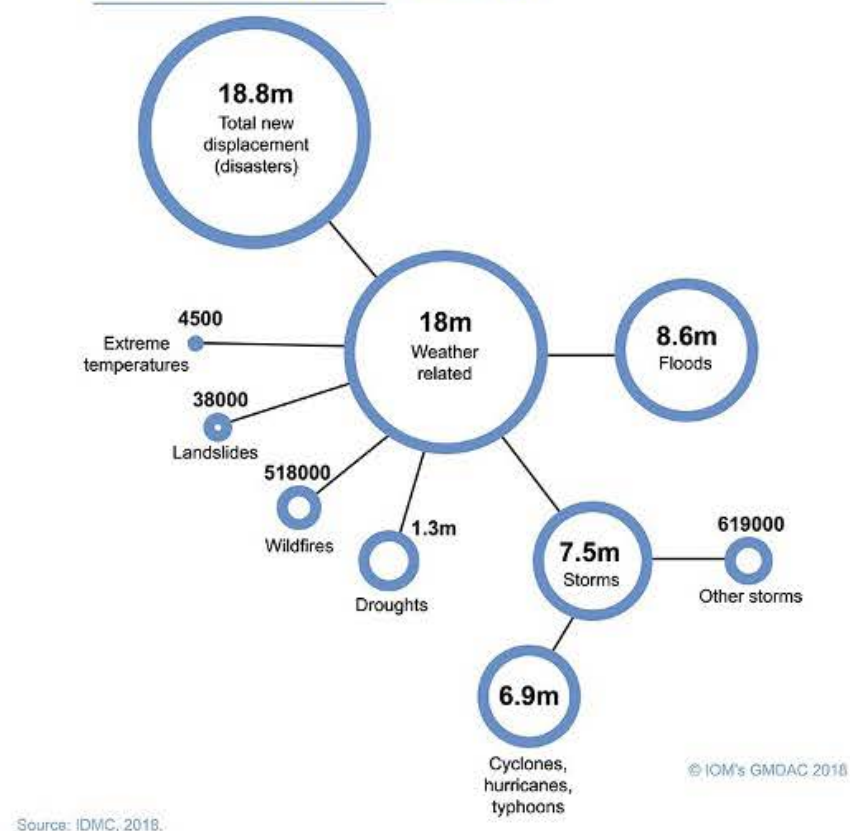 18.8m
Total new
displacement
(disasters)
18m
Weather
related
8.6m
Floods
4500
Extreme
temperatures
38000
Landslides
518000
Wildfires
1.3m
Droughts
7.5m
Storms
619000
Other storms
6.9m
Cyclones,
hurricanes,
typhoons
© IOM's GMDAC 2018
Source: IDMC, 2018.